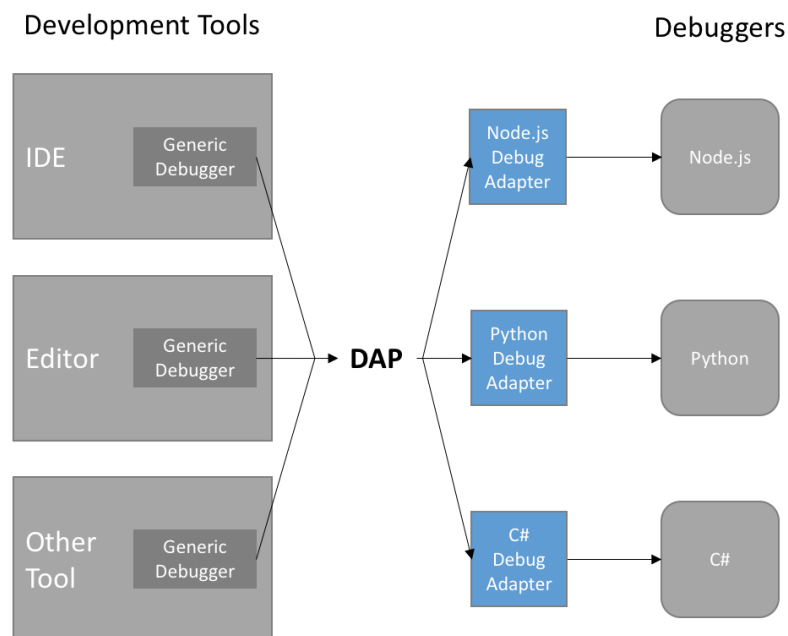 Development Tools
Debuggers
IDE
Generic
Debugger
Node.js
Debug
Adapter
Node.js
Editor
Generic
Debugger
DAP
Python
Debug
Adapter
Python
Other
Tool
Generic
Debugger
C#
Debug
Adapter
C#